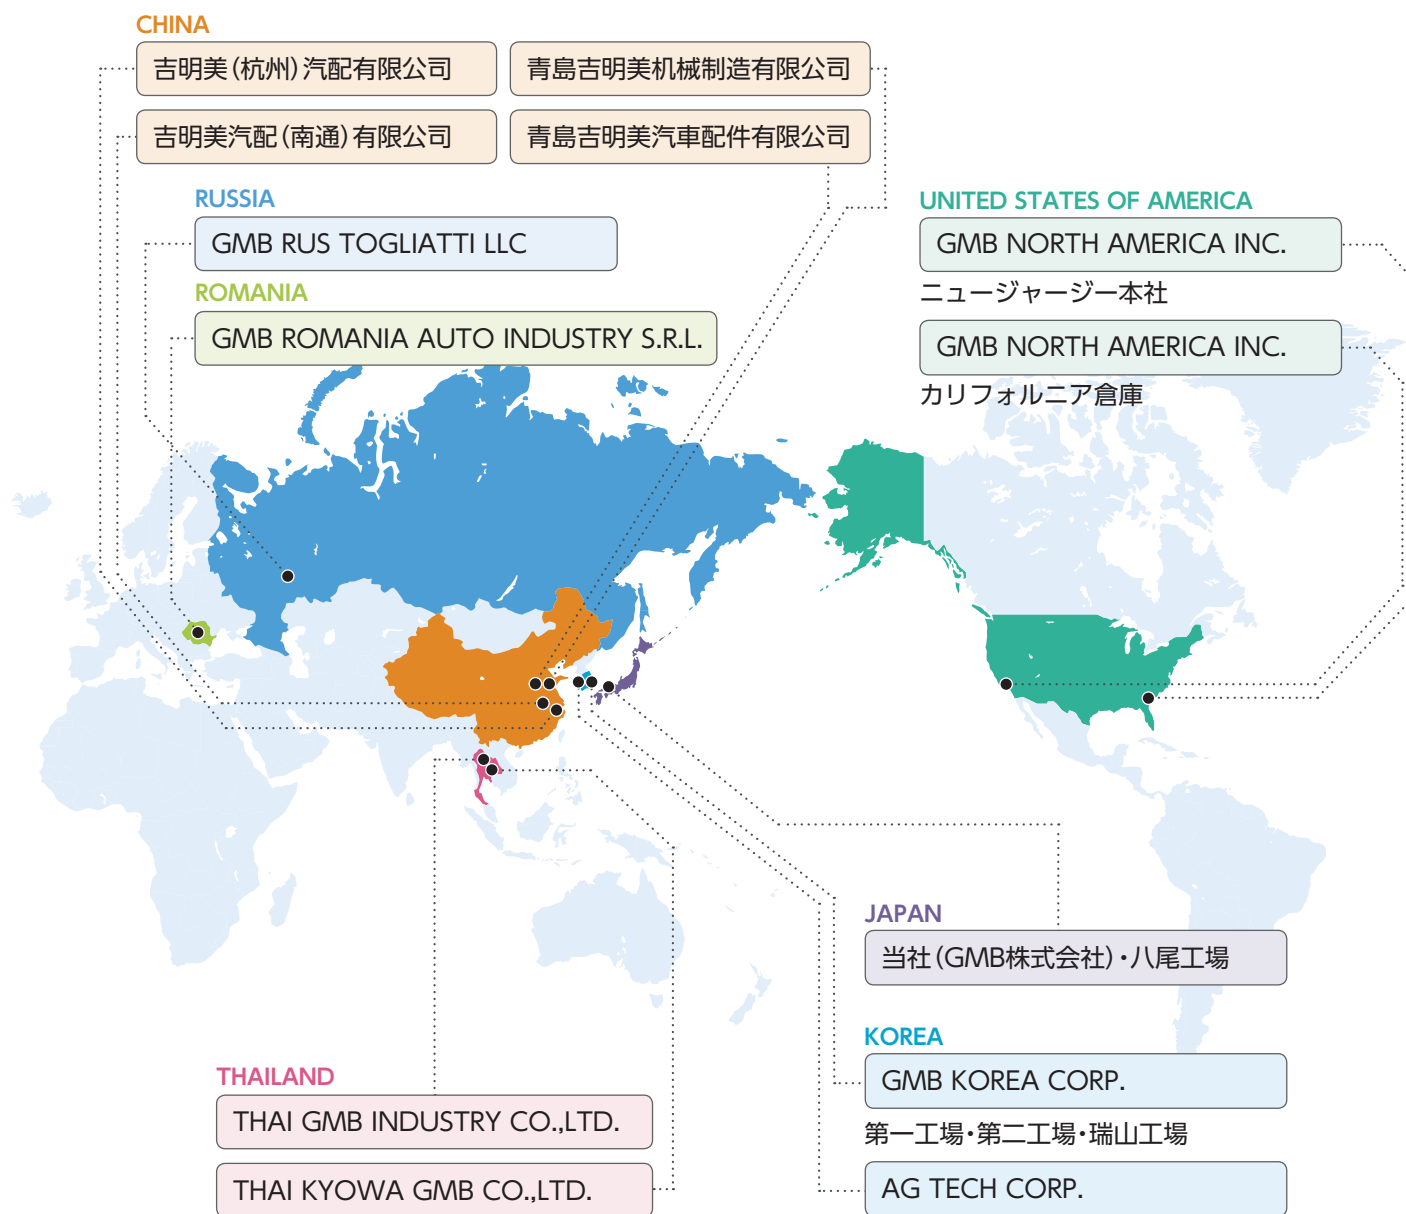 CHINA
吉明美(杭州)汽配有限公司
青島吉明美机械制造有限公司
吉明美汽配(南通)有限公司
青島吉明美汽車配件有限公司
RUSSIA
GMB RUS TOGLIATTI LLC
ROMANIA
GMB ROMANIA AUTO INDUSTRY S.R.L.
UNITED STATES OF AMERICA
GMB NORTH AMERICA INC.
ニュージャージー本社
GMB NORTH AMERICA INC.
カリフォルニア倉庫
JAPAN
当社(GMB株式会社)・八尾工場
KOREA
GMB KOREA CORP.
第一工場・第二工場・瑞山工場
AG TECH CORP.
THAILAND
THAI GMB INDUSTRY CO.,LTD.
THAI KYOWA GMB CO.,LTD.